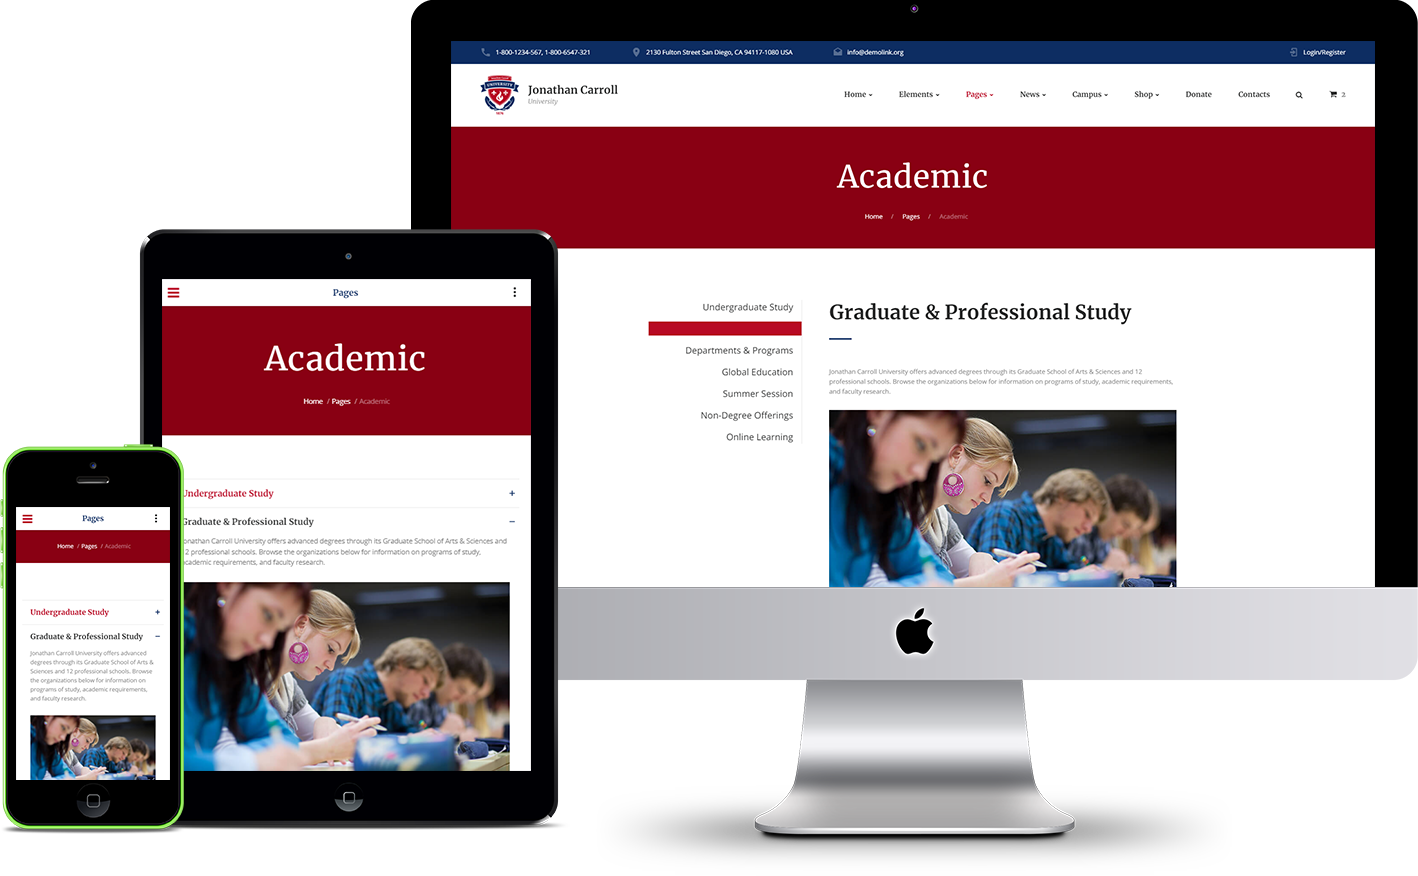 1-800-1234-567, 1-800-6547-321
2130 Fulton Street San Diego, CA 94117-1080 USA
info@demolink.org
Login/Register
UNIVERSITY
Jonathan Carroll
University
Home
Elements
Pages
News
Campus
Shop
Donate
Contacts
2
Academic
Home / Pages / Academic
Undergraduate Study
Departments & Programs
Global Education
Summer Session
Non-Degree Offerings
Online Learning
Graduate & Professional Study
Jonathan Carroll University offers advanced degrees through its Graduate School of Arts & Sciences and 12
professional schools. Browse the organizations below for information on programs of study, academic requirements,
and faculty research.
Pages
Academic
Home / Pages / Academic
Undergraduate Study +
Graduate & Professional Study −
onathan Carroll University offers advanced degrees through its Graduate School of Arts & Sciences and
2 professional schools. Browse the organizations below for information on programs of study,
academic requirements, and faculty research.
Pages
Home / Pages / Academic
Undergraduate Study +
Graduate & Professional Study −
Jonathan Carroll University offers advanced
degrees through its Graduate School of Arts &
Sciences and 12 professional schools. Browse
the organizations below for information on
programs of study, academic requirements,
and faculty research.